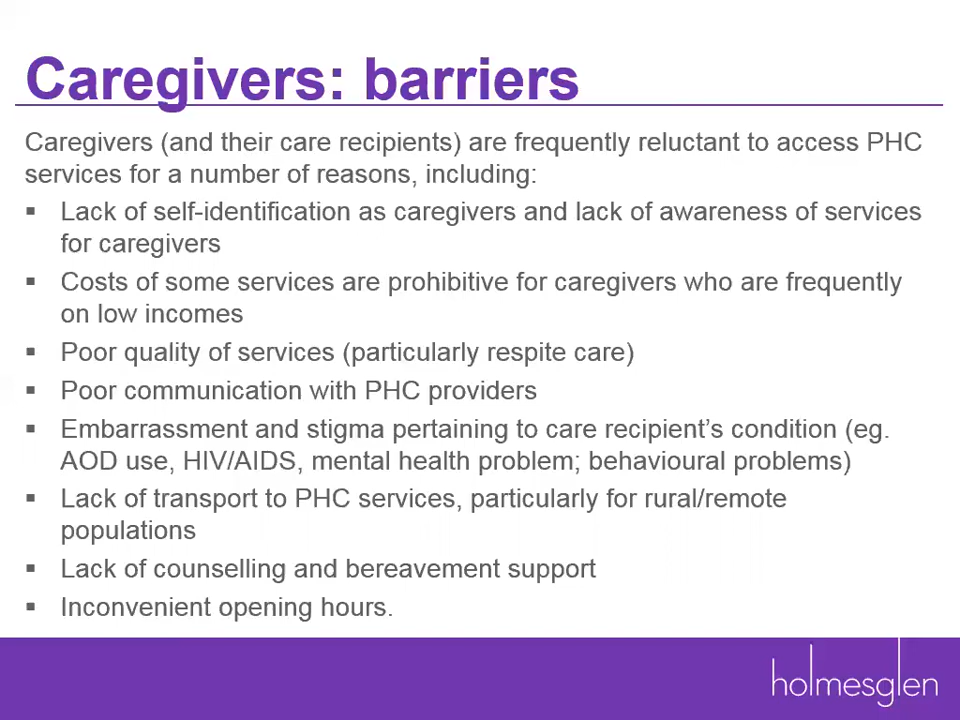 Caregivers: barriers
Caregivers (and their care recipients) are frequently reluctant to access PHC
services for a number of reasons, including:
▪ Lack of self-identification as caregivers and lack of awareness of services
for caregivers
▪ Costs of some services are prohibitive for caregivers who are frequently
on low incomes
▪ Poor quality of services (particularly respite care)
▪ Poor communication with PHC providers
▪ Embarrassment and stigma pertaining to care recipient’s condition (eg.
AOD use, HIV/AIDS, mental health problem; behavioural problems)
▪ Lack of transport to PHC services, particularly for rural/remote
populations
▪ Lack of counselling and bereavement support
▪ Inconvenient opening hours.
holmesglen